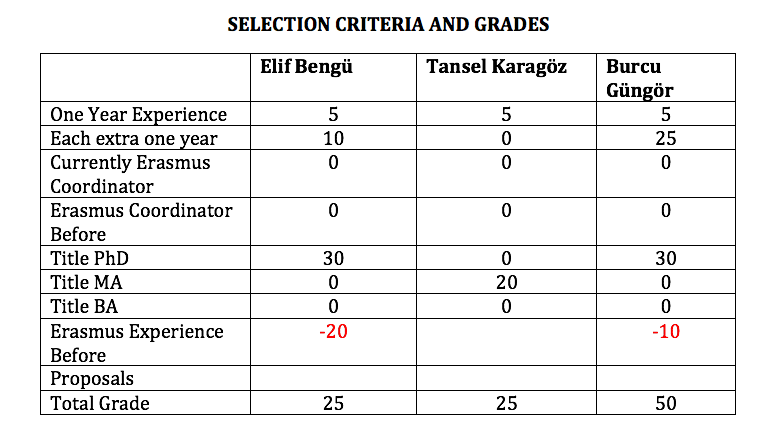 SELECTION CRITERIA AND GRADES
Elif Bengü Tansel Karagöz Burcu
Güngör
One Year Experience 5 5 5
Each extra one year 10 0 25
Currently Erasmus 0 0 0
Coordinator
Erasmus Coordinator 0 0 0
Before
Title PhD 30 0 30
Title MA 0 20 0
Title BA 0 0 0
Erasmus Experience -20 -10
Before
Proposals
Total Grade 25 25 50